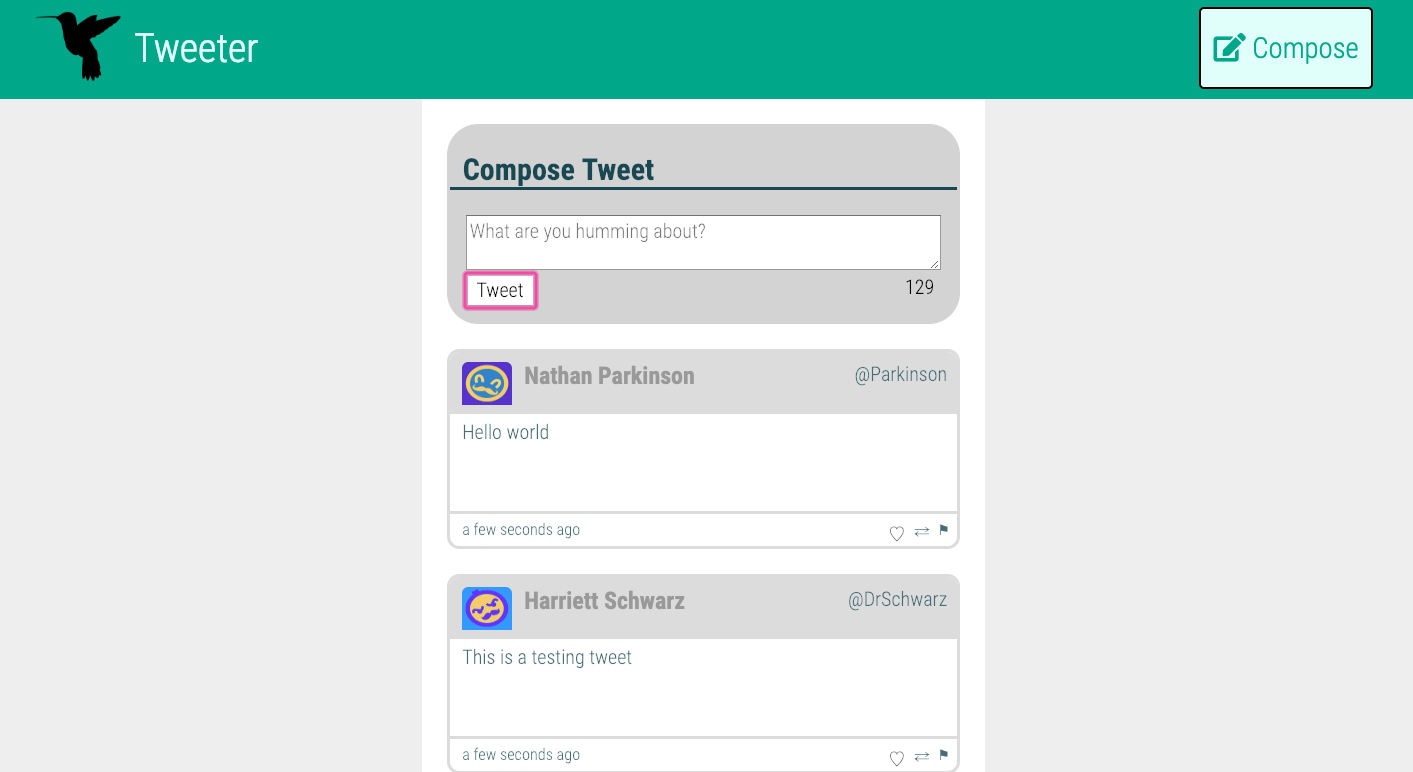 Tweeter
Compose
Compose Tweet
What are you humming about?
Tweet
129
Nathan Parkinson
@Parkinson
Hello world
a few seconds ago
Harriett Schwarz
@DrSchwarz
This is a testing tweet
a few seconds ago